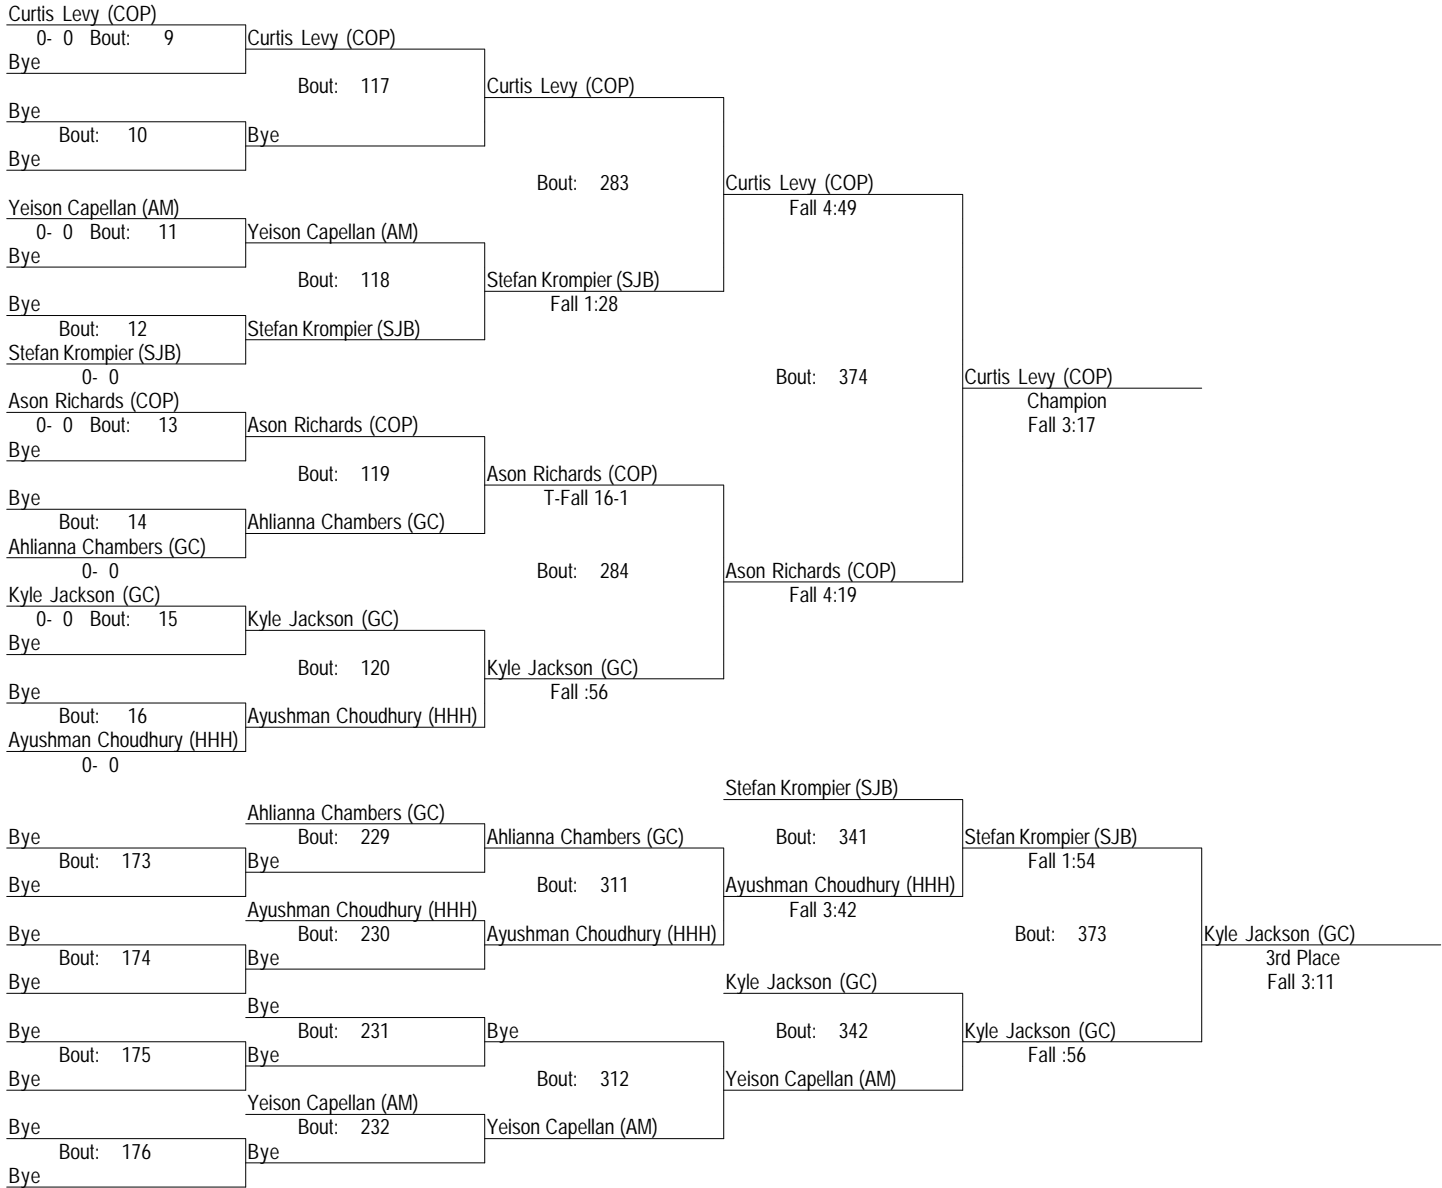 Curtis Levy (COP)
0- 0 Bout: 9
Curtis Levy (COP)
Bye
Bout: 117
Curtis Levy (COP)
Bye
Bout: 10
Bye
Bye
Bout: 283
Curtis Levy (COP)
Fall 4:49
Yeison Capellan (AM)
0- 0 Bout: 11
Yeison Capellan (AM)
Bye
Bout: 118
Stefan Krompier (SJB)
Fall 1:28
Bye
Bout: 12
Stefan Krompier (SJB)
Stefan Krompier (SJB)
0- 0
Bout: 374
Curtis Levy (COP)
Champion
Fall 3:17
Ason Richards (COP)
0- 0 Bout: 13
Ason Richards (COP)
Bye
Bout: 119
Ason Richards (COP)
T-Fall 16-1
Bye
Bout: 14
Ahlianna Chambers (GC)
Ahlianna Chambers (GC)
0- 0
Bout: 284
Ason Richards (COP)
Fall 4:19
Kyle Jackson (GC)
0- 0 Bout: 15
Kyle Jackson (GC)
Bye
Bout: 120
Kyle Jackson (GC)
Fall :56
Bye
Bout: 16
Ayushman Choudhury (HHH)
Ayushman Choudhury (HHH)
0- 0
Stefan Krompier (SJB)
Ahlianna Chambers (GC)
Bye
Bout: 229
Ahlianna Chambers (GC)
Bout: 341
Stefan Krompier (SJB)
Bout: 173
Bye
Fall 1:54
Bye
Bout: 311
Ayushman Choudhury (HHH)
Ayushman Choudhury (HHH)
Fall 3:42
Bye
Bout: 230
Ayushman Choudhury (HHH)
Bout: 373
Kyle Jackson (GC)
Bout: 174
Bye
3rd Place
Bye
Kyle Jackson (GC)
Fall 3:11
Bye
Bye
Bout: 231
Bye
Bout: 342
Kyle Jackson (GC)
Bout: 175
Bye
Fall :56
Bye
Bout: 312
Yeison Capellan (AM)
Yeison Capellan (AM)
Bye
Bout: 232
Yeison Capellan (AM)
Bout: 176
Bye
Bye